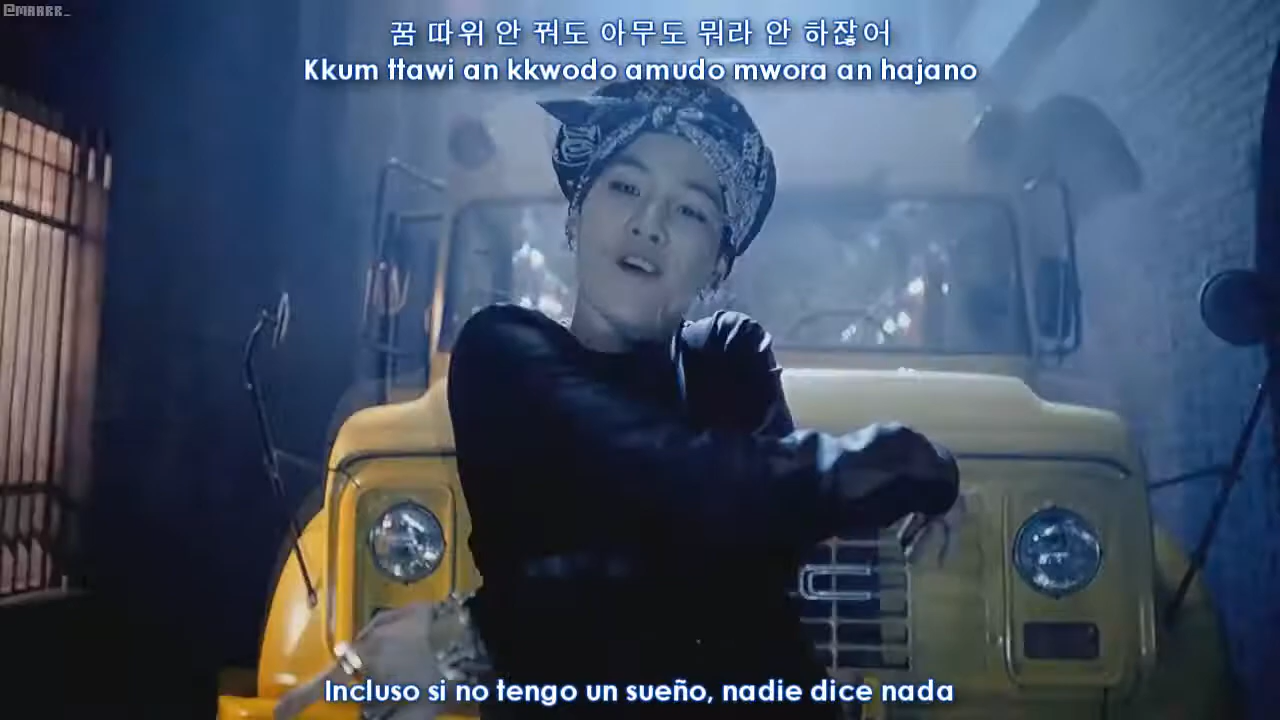 @MAARR_
꿈 따위 안 꿔도 아무도 뭐라 안 하잖어
Kkum ttawi an kkwodo amudo mwora an hajano
Incluso si no tengo un sueño, nadie dice nada